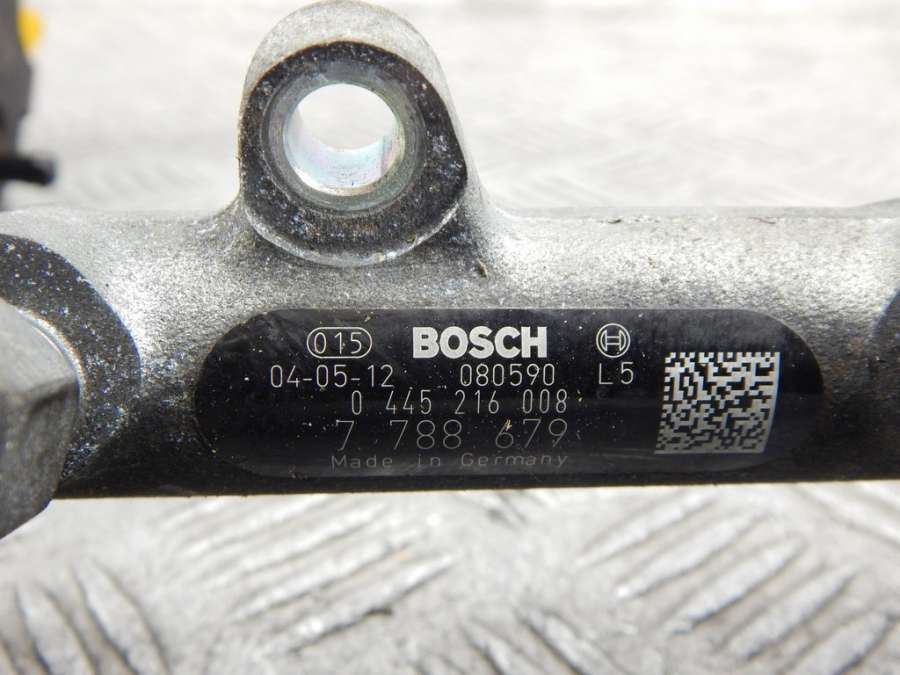 015 BOSCH
04-05-12 080590 L5
0 445 216 008
7 788 679
Made in Germany